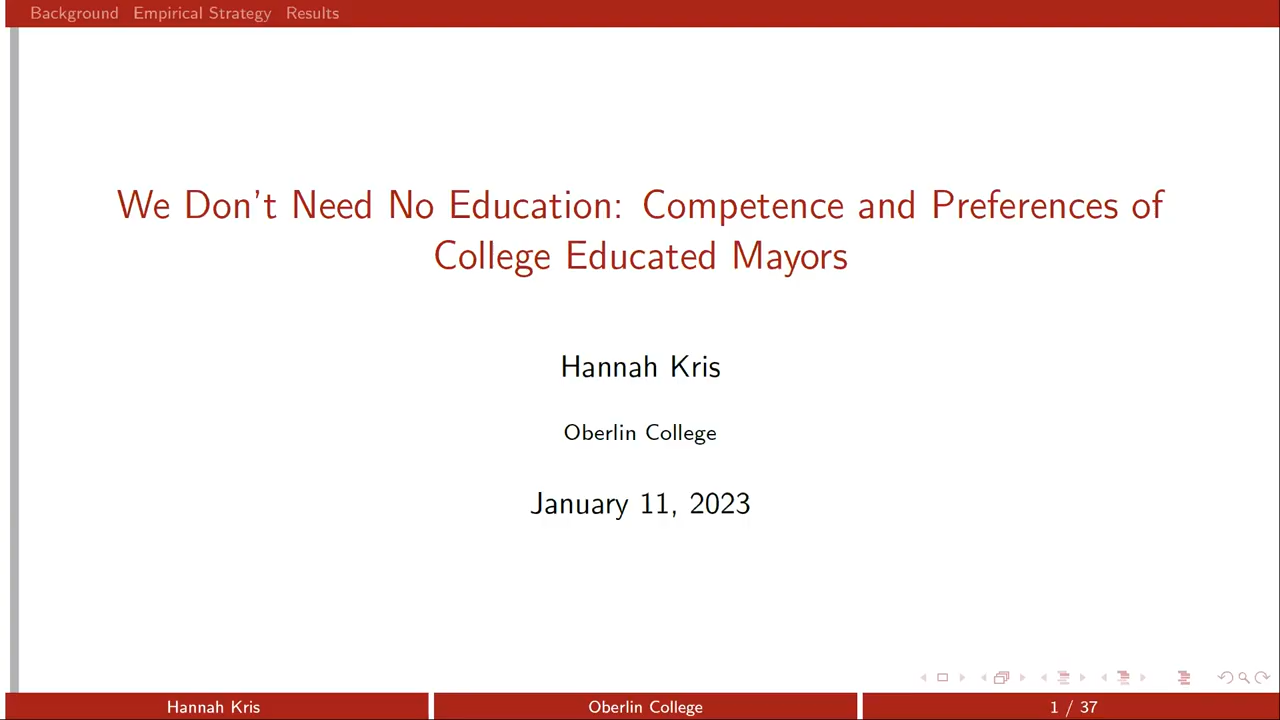 Background Empirical Strategy Results
We Don't Need No Education: Competence and Preferences of
College Educated Mayors
Hannah Kris
Oberlin College
January 11, 2023
Hannah Kris Oberlin College 1 / 37